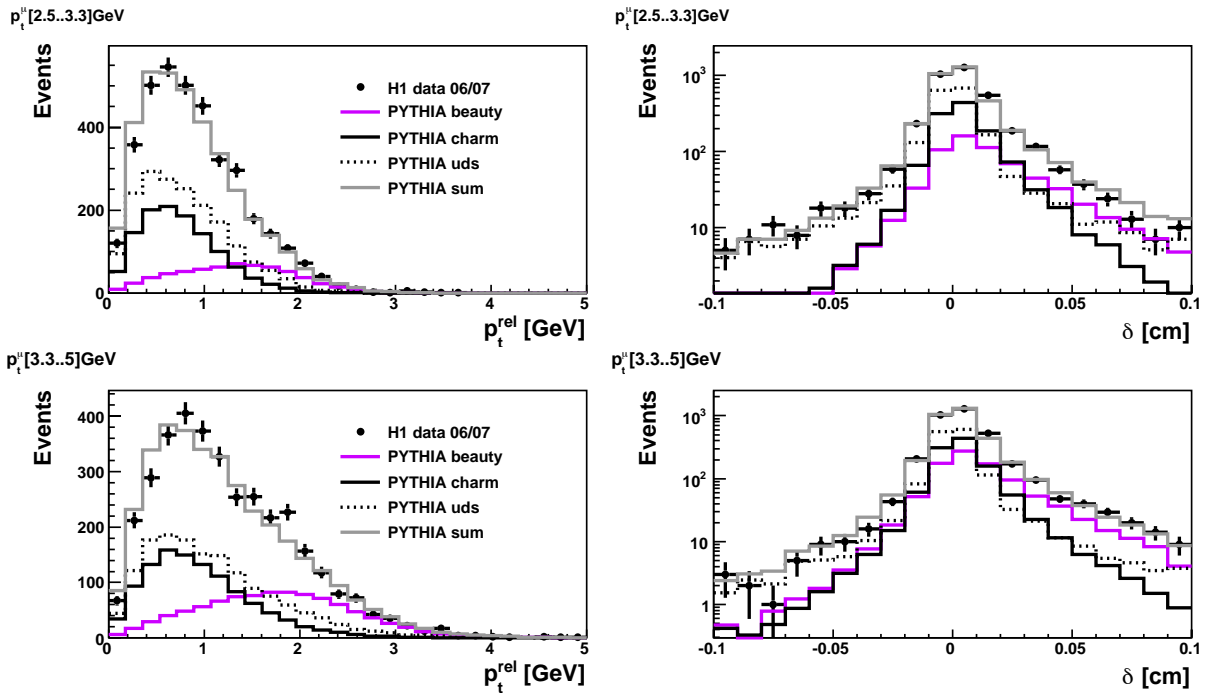 p_t^μ[2.5..3.3]GeV
Events
400
200
0
0 1 2 3 4 5
p_t^rel [GeV]
H1 data 06/07
PYTHIA beauty
PYTHIA charm
PYTHIA uds
PYTHIA sum
p_t^μ[2.5..3.3]GeV
Events
10^3
10^2
10
-0.1 -0.05 0 0.05 0.1
δ [cm]
p_t^μ[3.3..5]GeV
Events
400
300
200
100
0
0 1 2 3 4 5
p_t^rel [GeV]
H1 data 06/07
PYTHIA beauty
PYTHIA charm
PYTHIA uds
PYTHIA sum
p_t^μ[3.3..5]GeV
Events
10^3
10^2
10
1
-0.1 -0.05 0 0.05 0.1
δ [cm]